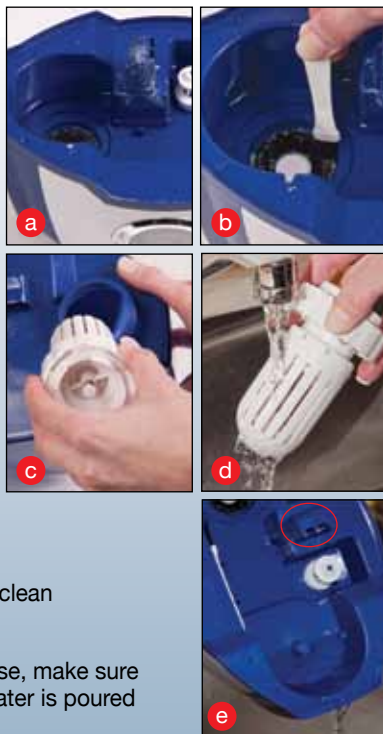 a
b
c
d
clean
se, make sure
ater is poured
e